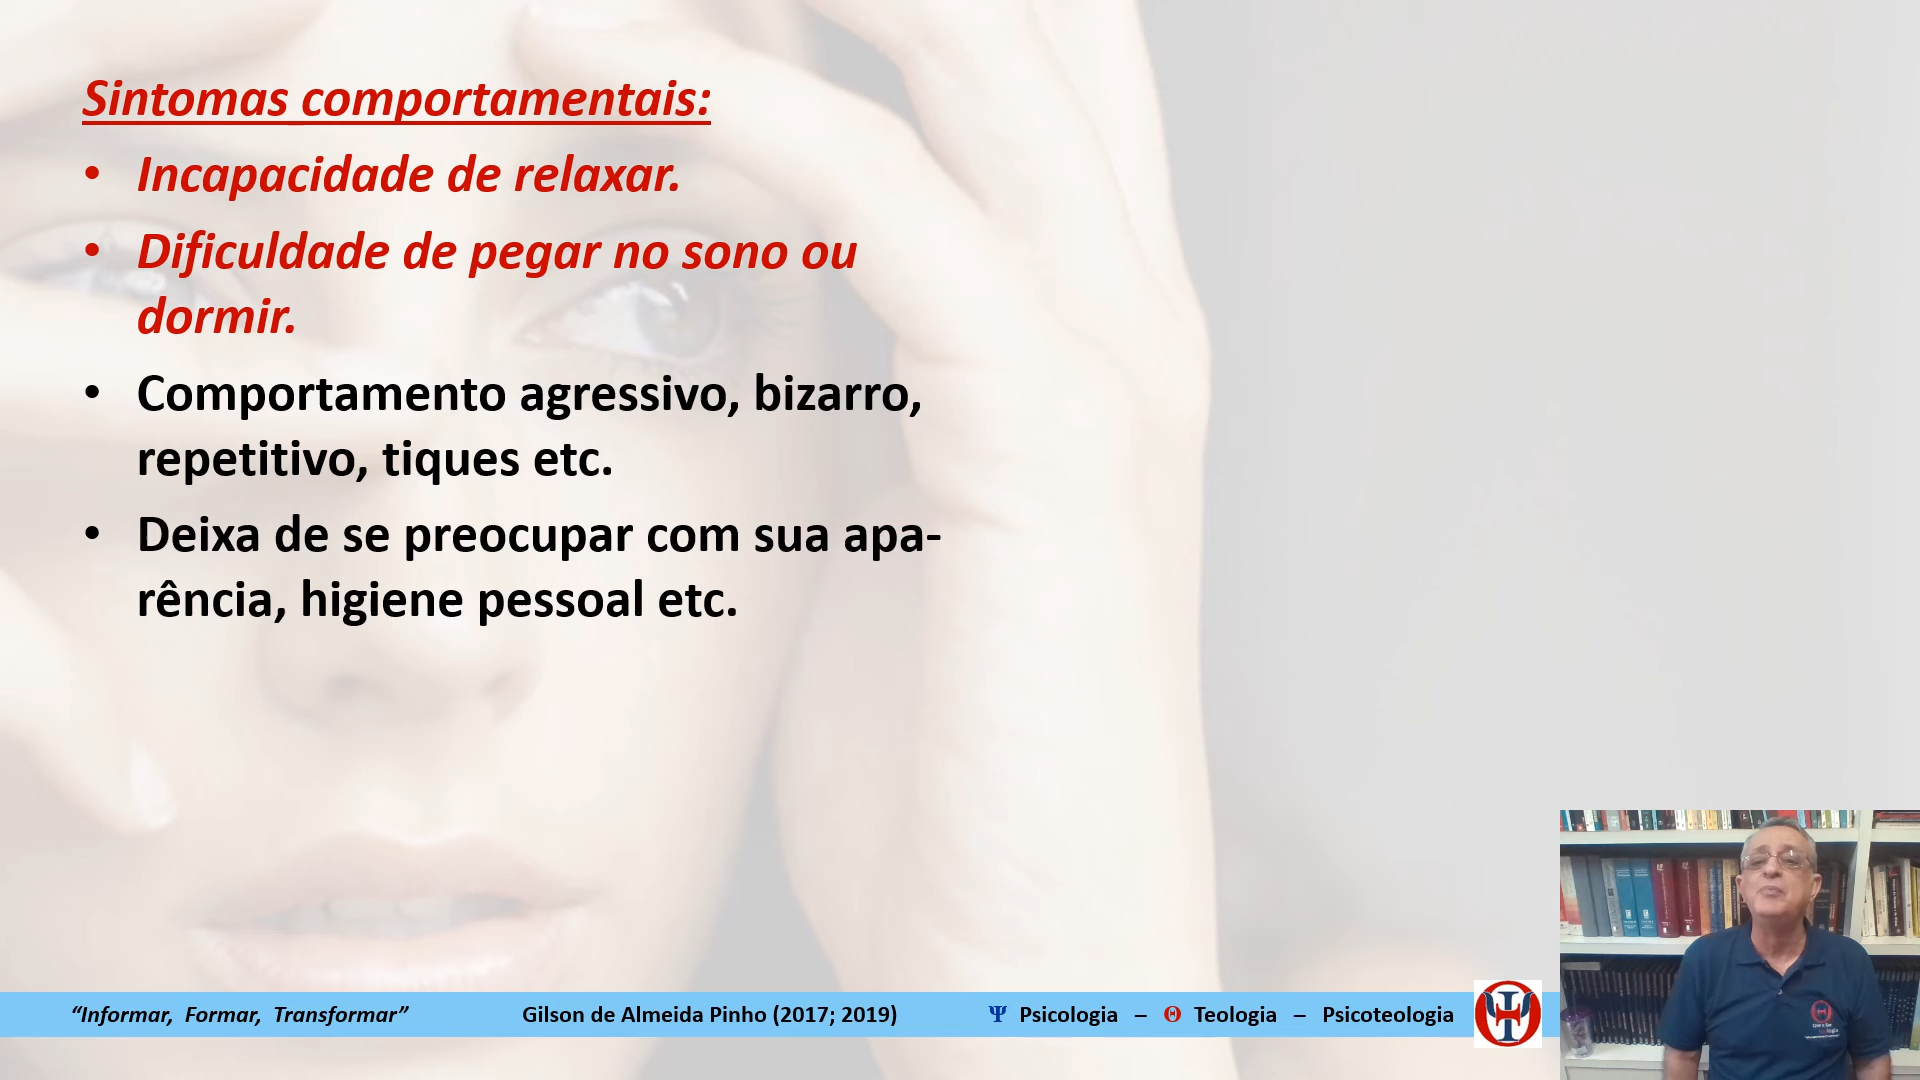 Sintomas comportamentais:
• Incapacidade de relaxar.
• Dificuldade de pegar no sono ou
dormir.
• Comportamento agressivo, bizarro,
repetitivo, tiques etc.
• Deixa de se preocupar com sua apa-
rência, higiene pessoal etc.
“Informar, Formar, Transformar” Gilson de Almeida Pinho (2017; 2019) Ψ Psicologia – Θ Teologia – Psicoteologia